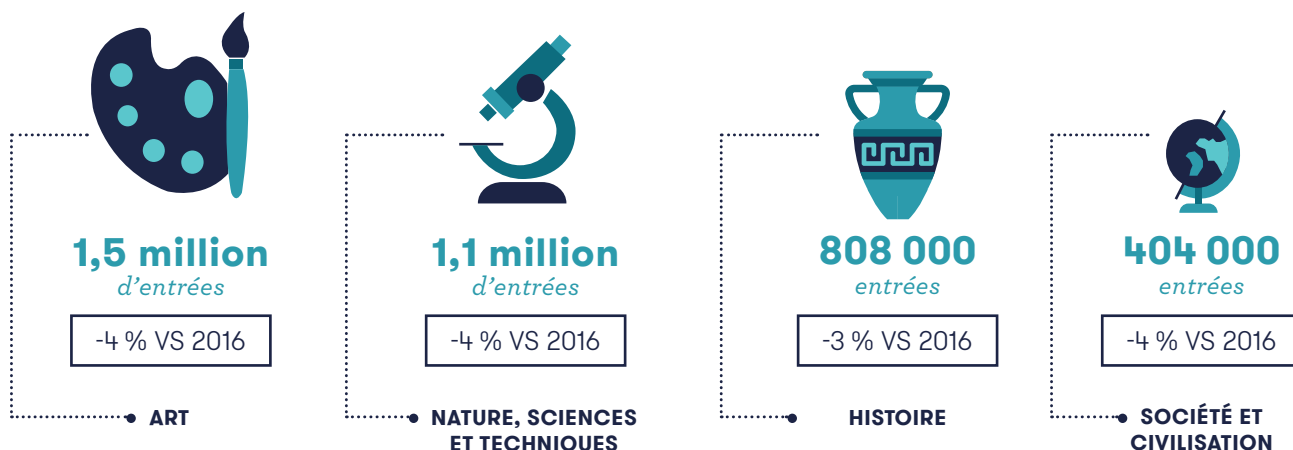 1,5 million
d'entrées
-4 % VS 2016
ART
1,1 million
d'entrées
-4 % VS 2016
NATURE, SCIENCES
ET TECHNIQUES
808 000
entrées
-3 % VS 2016
HISTOIRE
404 000
entrées
-4 % VS 2016
SOCIÉTÉ ET
CIVILISATION